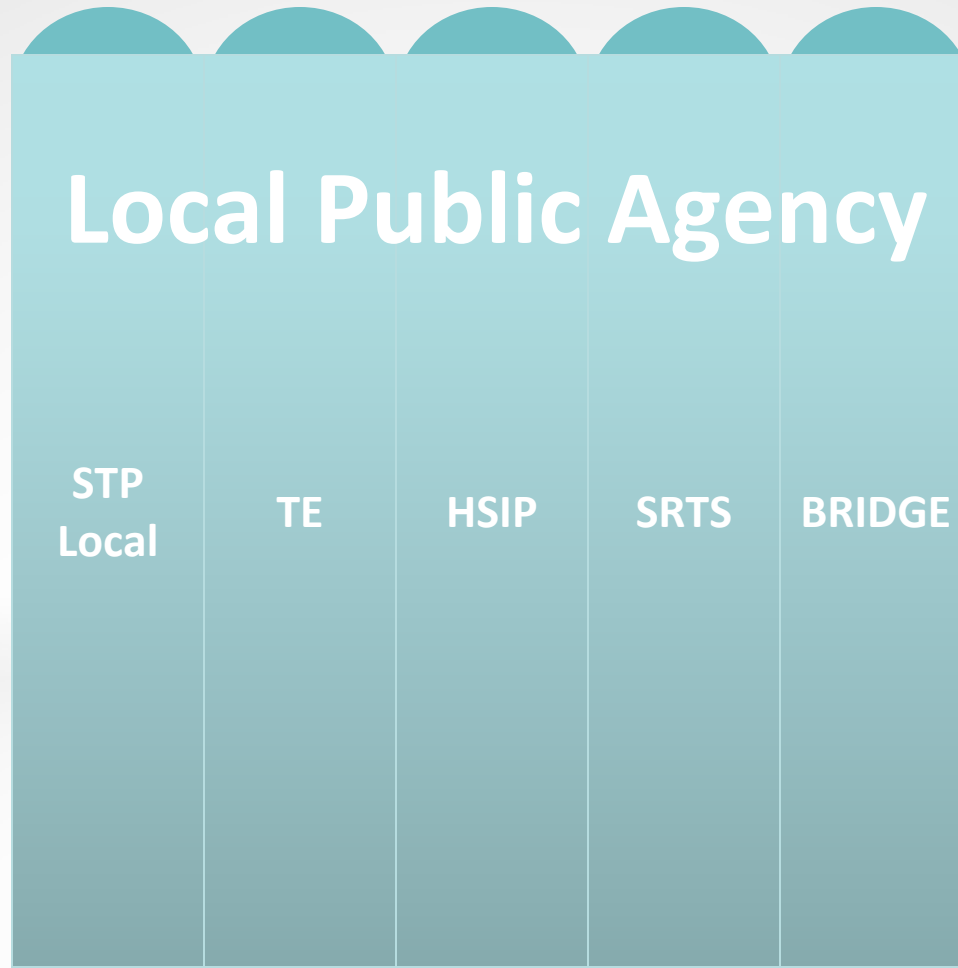 Local Public Agency
STP
Local
TE
HSIP
SRTS
BRIDGE